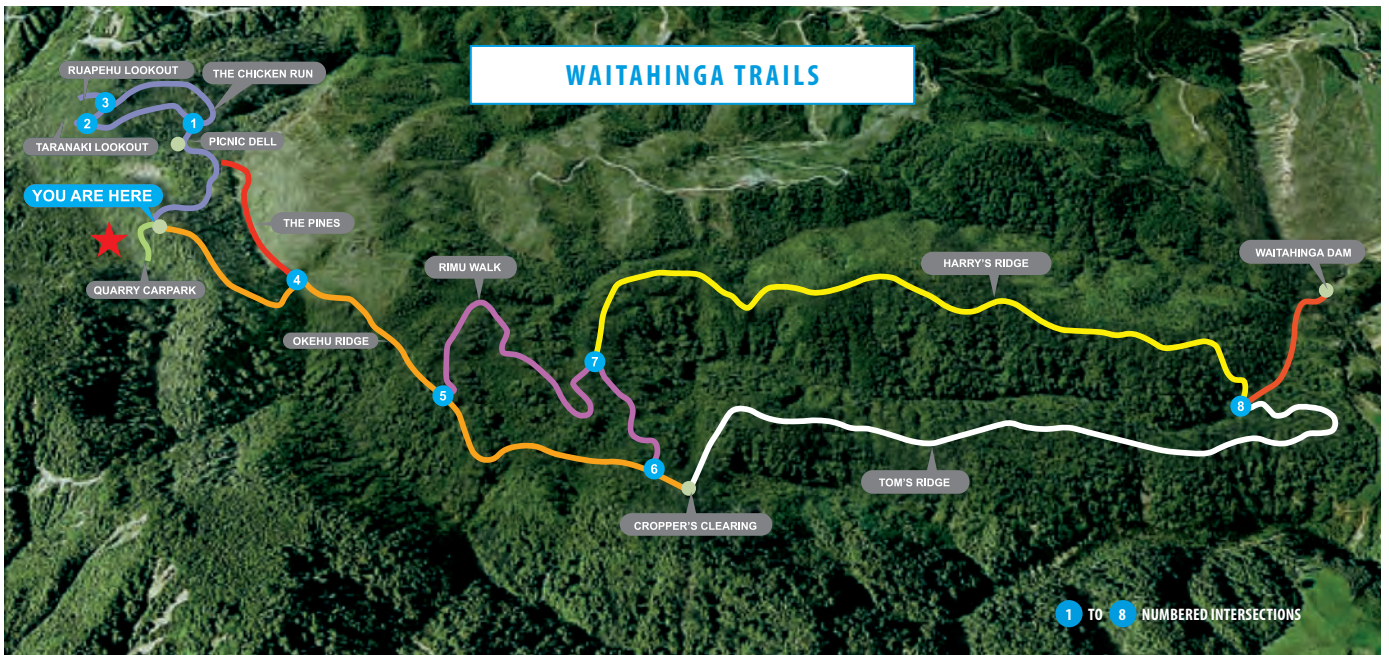 WAITAHINGA TRAILS
RUAPEHU LOOKOUT
THE CHICKEN RUN
3
2
1
TARANAKI LOOKOUT
PICNIC DELL
YOU ARE HERE
THE PINES
QUARRY CARPARK
4
RIMU WALK
HARRY'S RIDGE
WAITAHINGA DAM
OKEHU RIDGE
7
5
8
6
TOM'S RIDGE
CROPPER'S CLEARING
1 TO 8 NUMBERED INTERSECTIONS